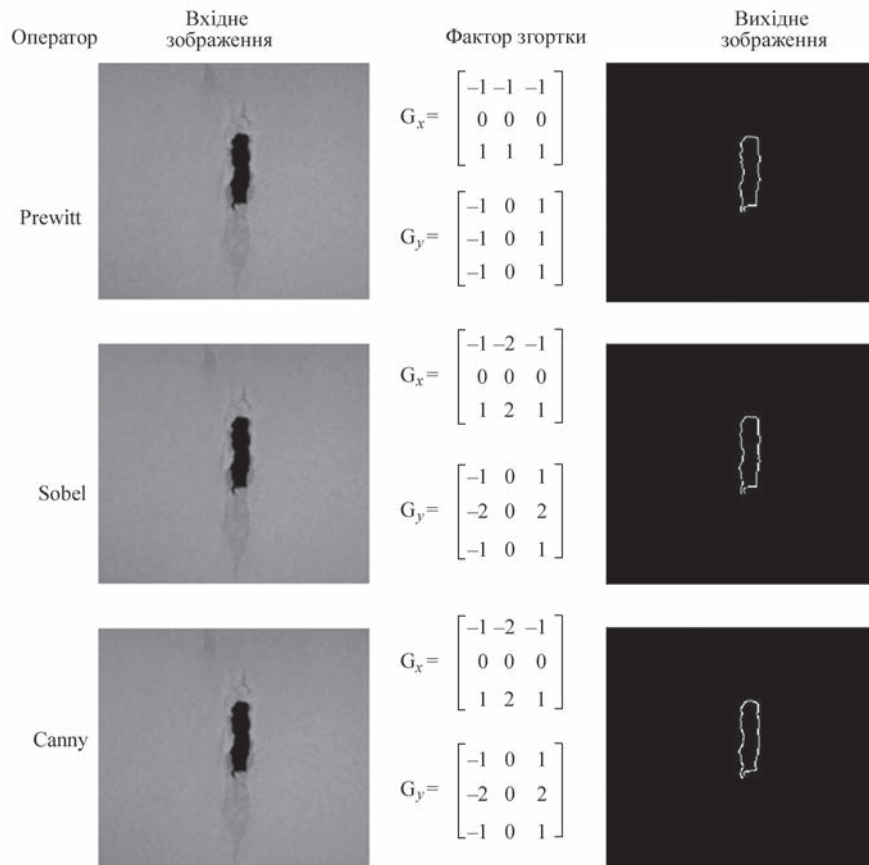 Оператор
Вхідне
зображення
Фактор згортки
Вихідне
зображення
Prewitt
Gx =
–1 –1 –1
0 0 0
1 1 1
Gy =
–1 0 1
–1 0 1
–1 0 1
Sobel
Gx =
–1 –2 –1
0 0 0
1 2 1
Gy =
–1 0 1
–2 0 2
–1 0 1
Canny
Gx =
–1 –2 –1
0 0 0
1 2 1
Gy =
–1 0 1
–2 0 2
–1 0 1